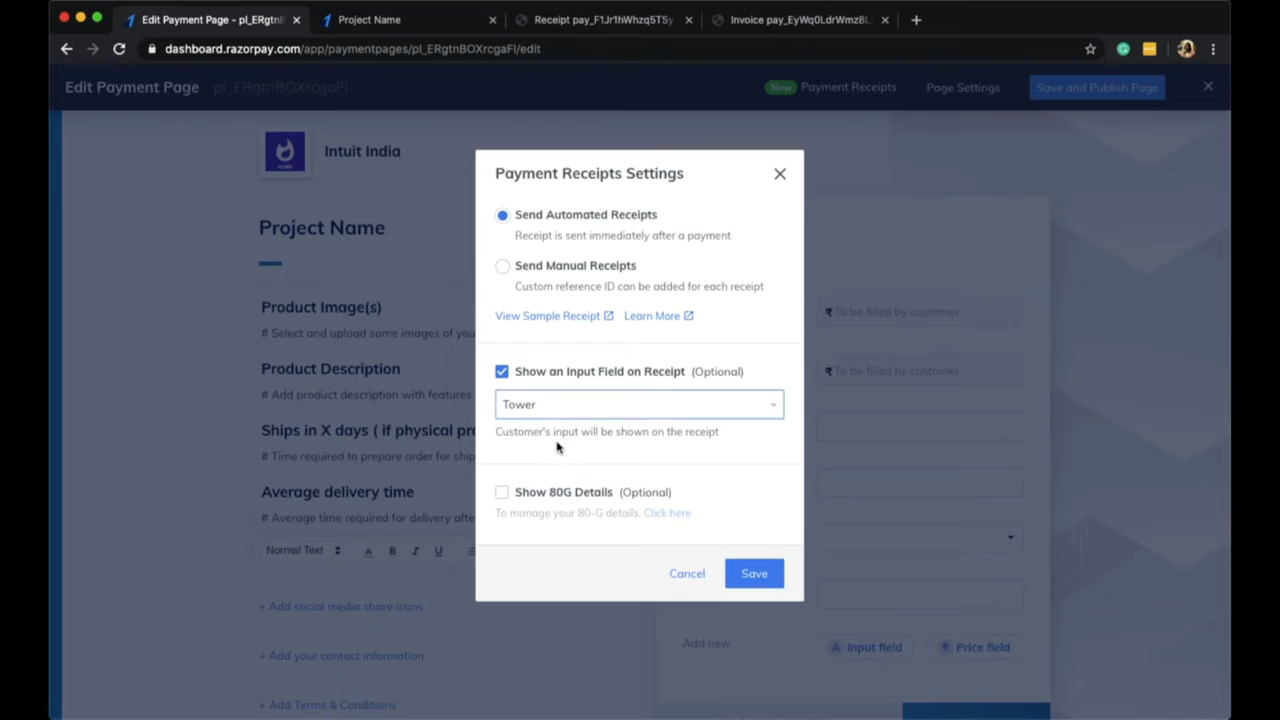 Edit Payment Page - pl_ERgtnB
Project Name
Receipt pay_F1Jr1hWhzq5TSy
Invoice pay_EyWq0LdrWmz8L
dashboard.razorpay.com/app/paymentpages/pl_ERgtnBOXrcgaFI/edit
Edit Payment Page - pl_ERgtnBOXrcgaFI
New Payment Receipts
Page Settings
Save and Publish Page
Intuit India
Project Name
Product Image(s)
# Select and upload some images of you
Product Description
# Add product description with features
Ships in X days ( if physical pro
# Time required to prepare order for ship
Average delivery time
# Average time required for delivery afte
Normal Text A B I U
+ Add social media share icons
+ Add your contact information
+ Add Terms & Conditions
Payment Receipts Settings
Send Automated Receipts
Receipt is sent immediately after a payment
Send Manual Receipts
Custom reference ID can be added for each receipt
View Sample Receipt
Learn More
Show an Input Field on Receipt (Optional)
Tower
Customer's input will be shown on the receipt
Show 80G Details (Optional)
To manage your 80-G details. Click here
Cancel
Save
₹ To be filled by customer
₹ To be filled by customer
Add new
A Input field
₹ Price field